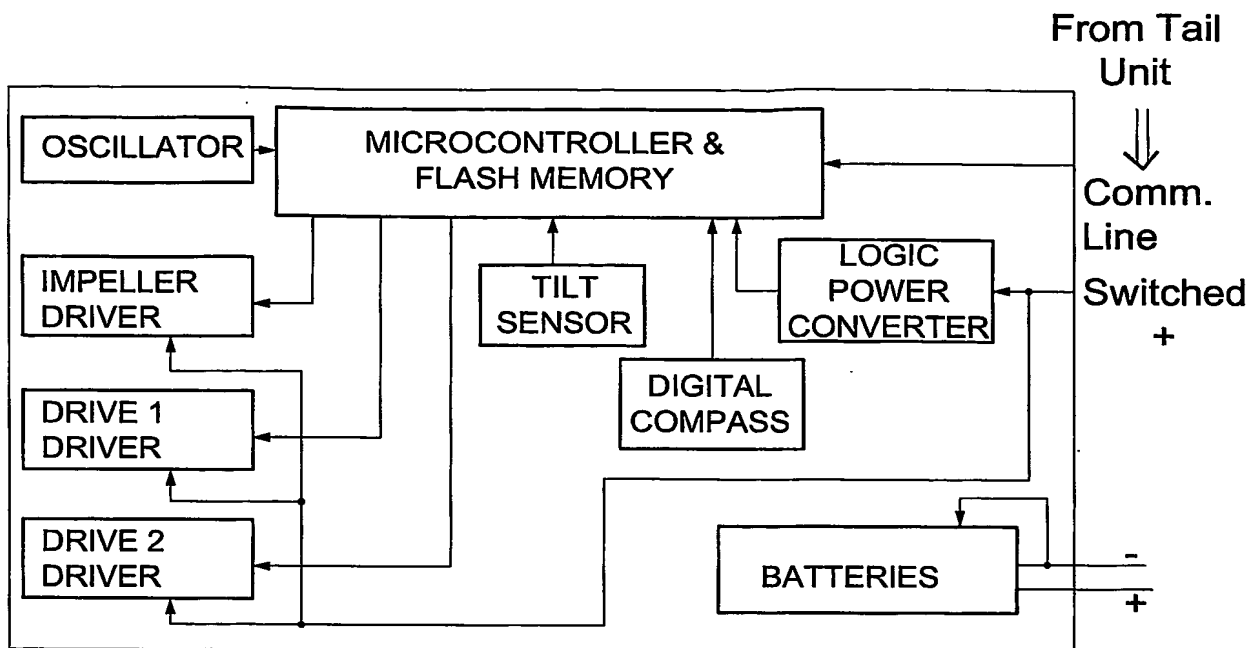 From Tail
Unit
OSCILLATOR
MICROCONTROLLER &
FLASH MEMORY
Comm.
Line
IMPELLER
DRIVER
TILT
SENSOR
LOGIC
POWER
CONVERTER
Switched
+
DIGITAL
COMPASS
DRIVE 1
DRIVER
DRIVE 2
DRIVER
BATTERIES
-
+